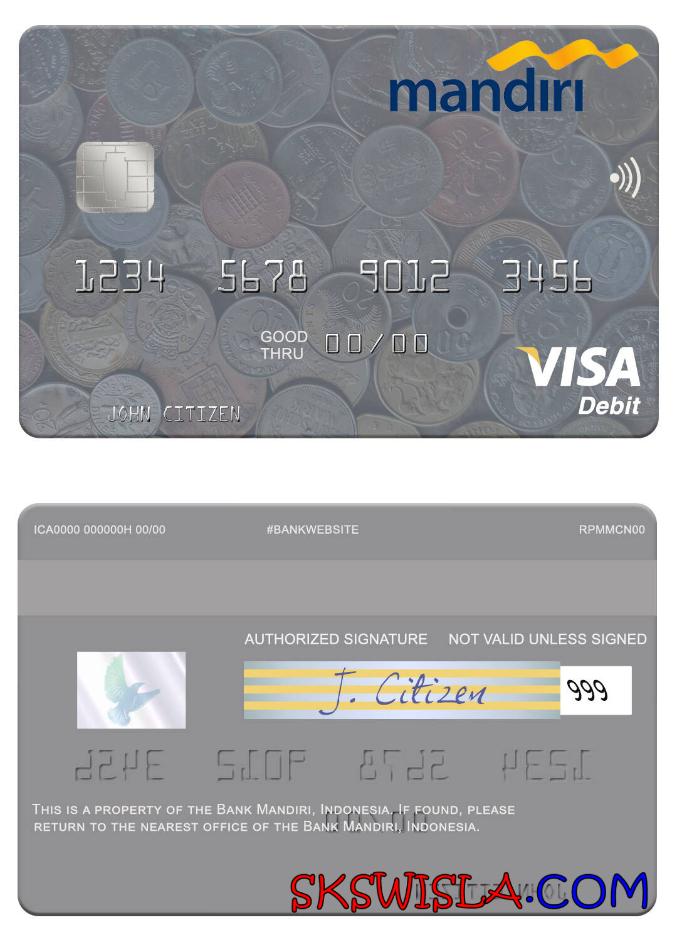 mandiri
1234 5678 9012 3456
GOOD THRU 00/00
VISA
Debit
JOHN CITIZEN
ICA0000 000000H 00/00 #BANKWEBSITE RPMMCN00
AUTHORIZED SIGNATURE NOT VALID UNLESS SIGNED
J. Citizen 999
THIS IS A PROPERTY OF THE BANK MANDIRI, INDONESIA. IF FOUND, PLEASE
RETURN TO THE NEAREST OFFICE OF THE BANK MANDIRI, INDONESIA.
SKSWISLA.COM